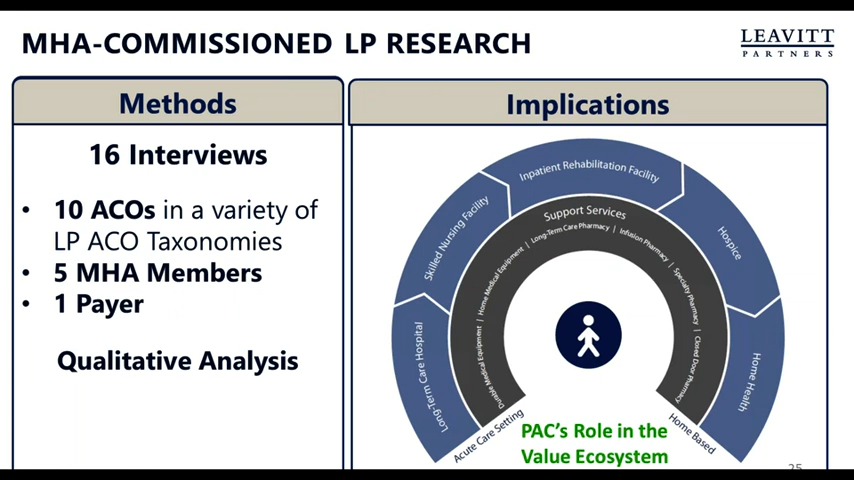 MHA-COMMISSIONED LP RESEARCH
LEAVITT
PARTNERS
Methods
16 Interviews
• 10 ACOs in a variety of
LP ACO Taxonomies
• 5 MHA Members
• 1 Payer
Qualitative Analysis
Implications
Long-Term Care Hospital
Skilled Nursing Facility
Inpatient Rehabilitation Facility
Hospice
Home Health
Support Services
Durable Medical Equipment | Home Medical Equipment | Long-Term Care Pharmacy | Infusion Pharmacy | Specialty Pharmacy | Closed Door Pharmacy
Acute Care Setting
Home Based
PAC's Role in the
Value Ecosystem
25